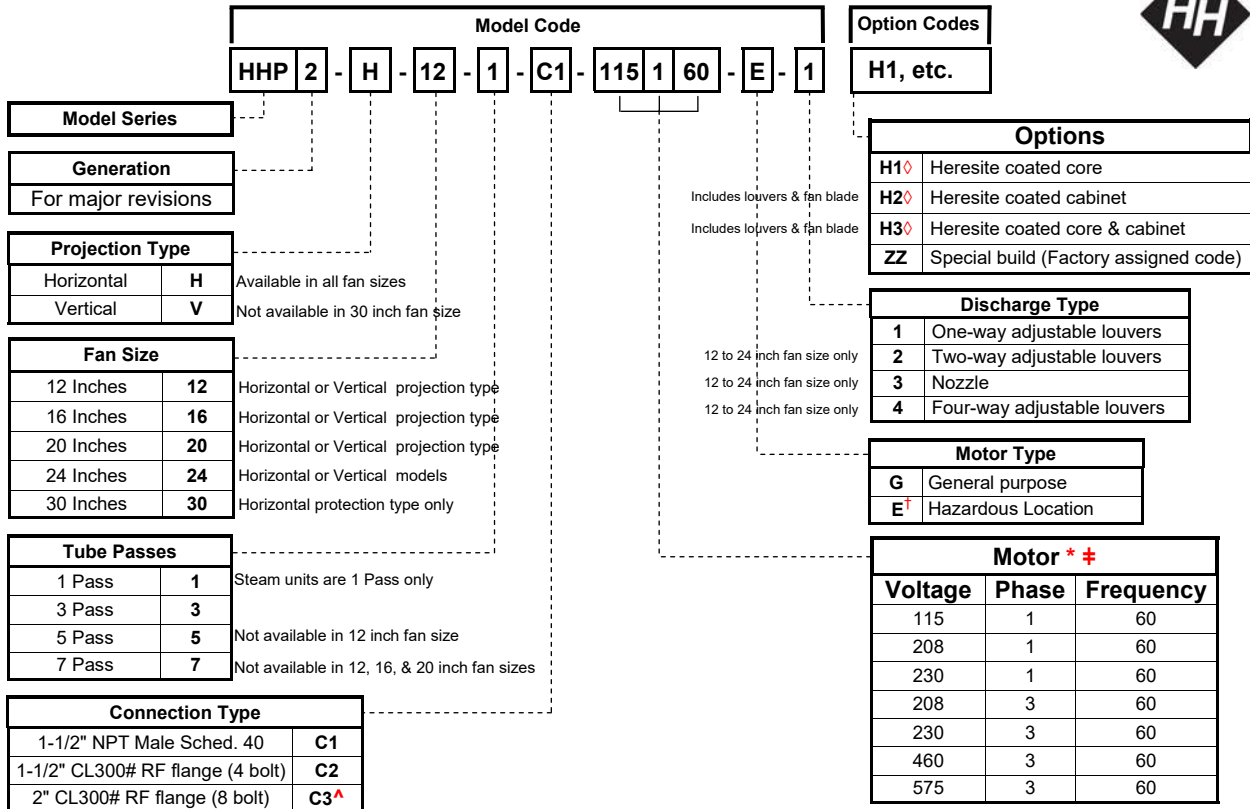 Model Code
Option Codes
HH
HHP 2 - H - 12 - 1 - C1 - 115 1 60 - E - 1
H1, etc.
Model Series
Generation
For major revisions
Projection Type
Horizontal H Available in all fan sizes
Vertical V Not available in 30 inch fan size
Fan Size
12 Inches 12 Horizontal or Vertical projection type
16 Inches 16 Horizontal or Vertical projection type
20 Inches 20 Horizontal or Vertical projection type
24 Inches 24 Horizontal or Vertical models
30 Inches 30 Horizontal protection type only
Tube Passes
1 Pass 1 Steam units are 1 Pass only
3 Pass 3
5 Pass 5 Not available in 12 inch fan size
7 Pass 7 Not available in 12, 16, & 20 inch fan sizes
Connection Type
1-1/2" NPT Male Sched. 40 C1
1-1/2" CL300# RF flange (4 bolt) C2
2" CL300# RF flange (8 bolt) C3^
Options
H1◊ Heresite coated core
Includes louvers & fan blade H2◊ Heresite coated cabinet
Includes louvers & fan blade H3◊ Heresite coated core & cabinet
ZZ Special build (Factory assigned code)
Discharge Type
1 One-way adjustable louvers
12 to 24 inch fan size only 2 Two-way adjustable louvers
12 to 24 inch fan size only 3 Nozzle
12 to 24 inch fan size only 4 Four-way adjustable louvers
Motor Type
G General purpose
E† Hazardous Location
Motor * ‡
Voltage Phase Frequency
115 1 60
208 1 60
230 1 60
208 3 60
230 3 60
460 3 60
575 3 60